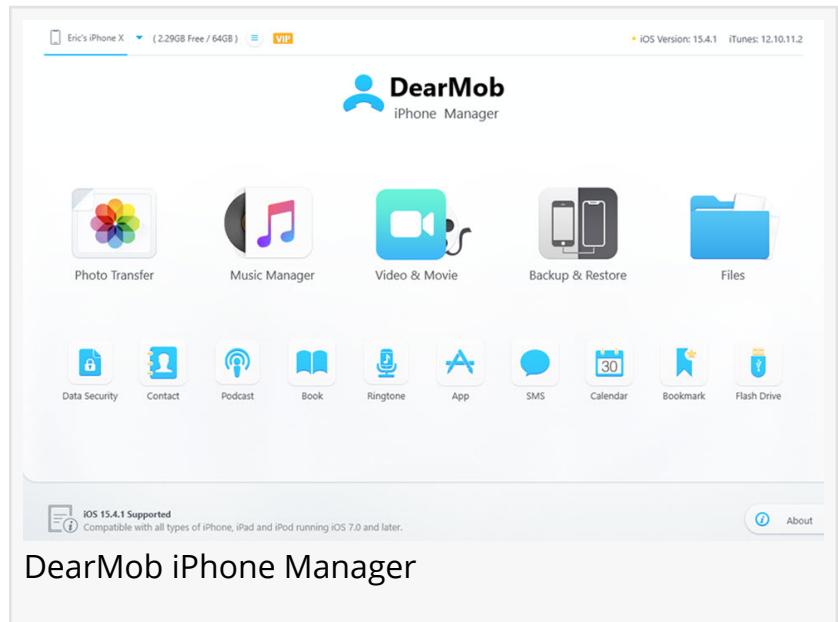 Eric's iPhone X ( 2.29GB Free / 64GB ) VIP iOS Version: 15.4.1 iTunes: 12.10.11.2
DearMob
iPhone Manager
Photo Transfer Music Manager Video & Movie Backup & Restore Files
30
Data Security Contact Podcast Book Ringtone App SMS Calendar Bookmark Flash Drive
iOS 15.4.1 Supported
Compatible with all types of iPhone, iPad and iPod running iOS 7.0 and later.
About
DearMob iPhone Manager